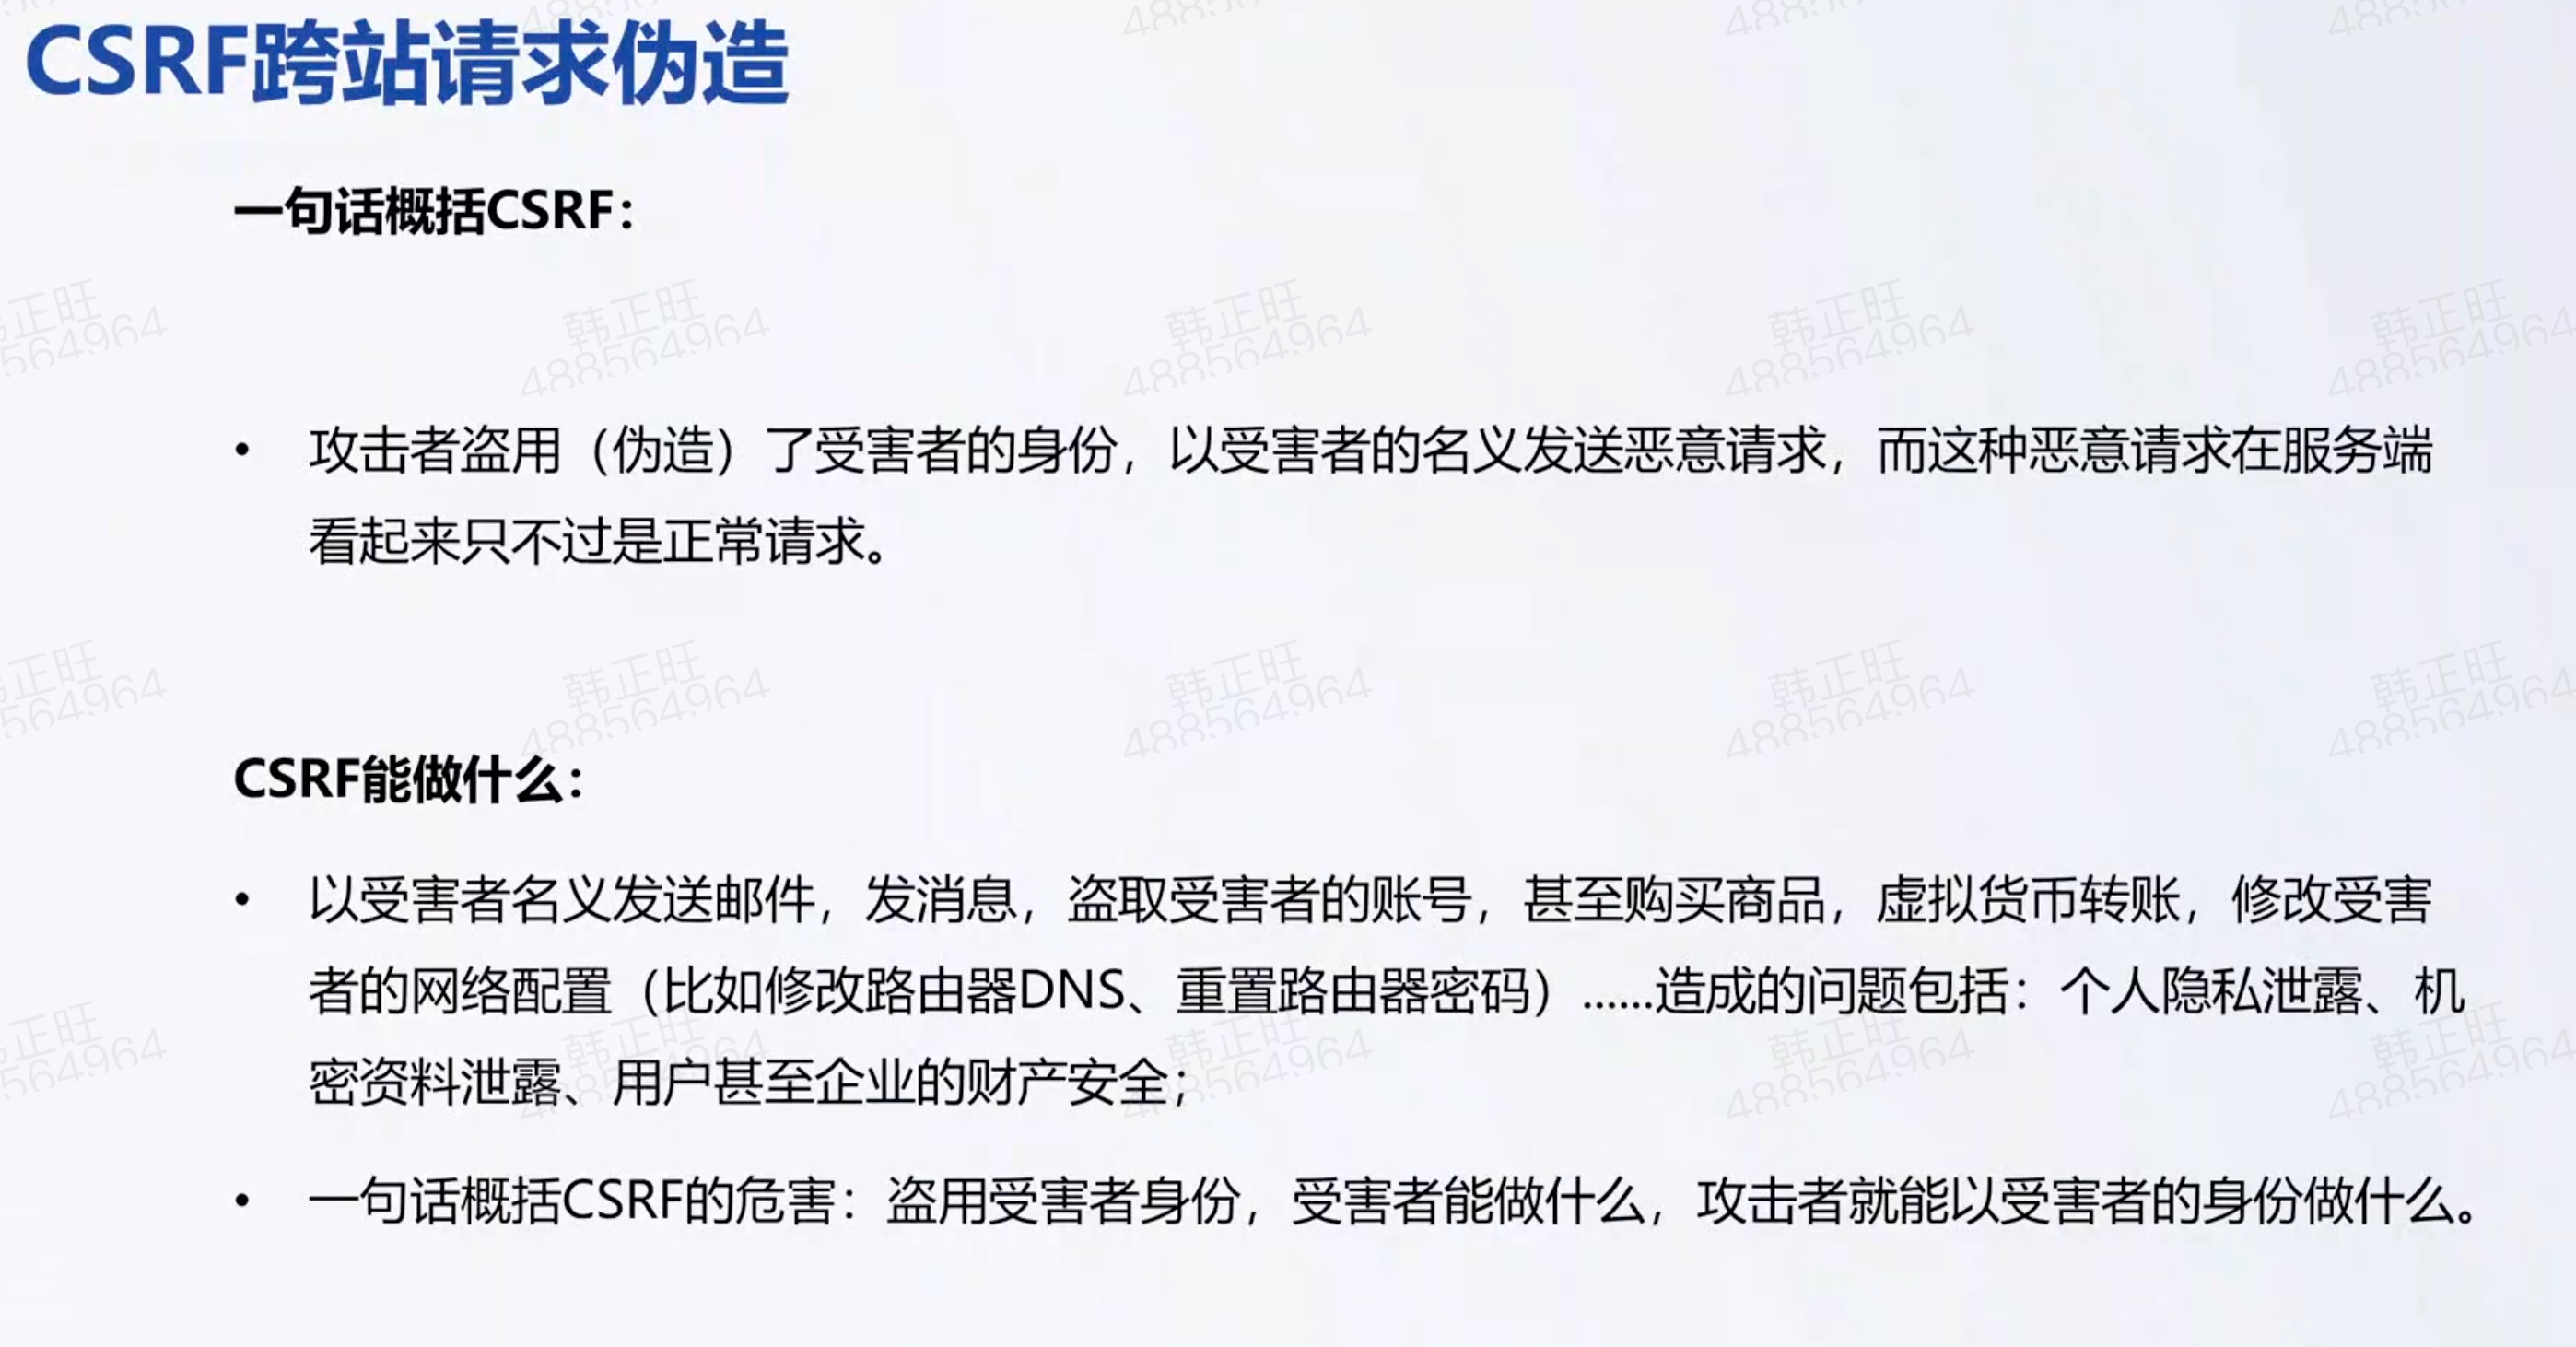 CSRF跨站请求伪造
一句话概括CSRF：
• 攻击者盗用（伪造）了受害者的身份，以受害者的名义发送恶意请求，而这种恶意请求在服务端
看起来只不过是正常请求。
CSRF能做什么：
• 以受害者名义发送邮件，发消息，盗取受害者的账号，甚至购买商品，虚拟货币转账，修改受害
者的网络配置（比如修改路由器DNS、重置路由器密码）......造成的问题包括：个人隐私泄露、机
密资料泄露、用户甚至企业的财产安全；
• 一句话概括CSRF的危害：盗用受害者身份，受害者能做什么，攻击者就能以受害者的身份做什么。
韩正旺
488564964